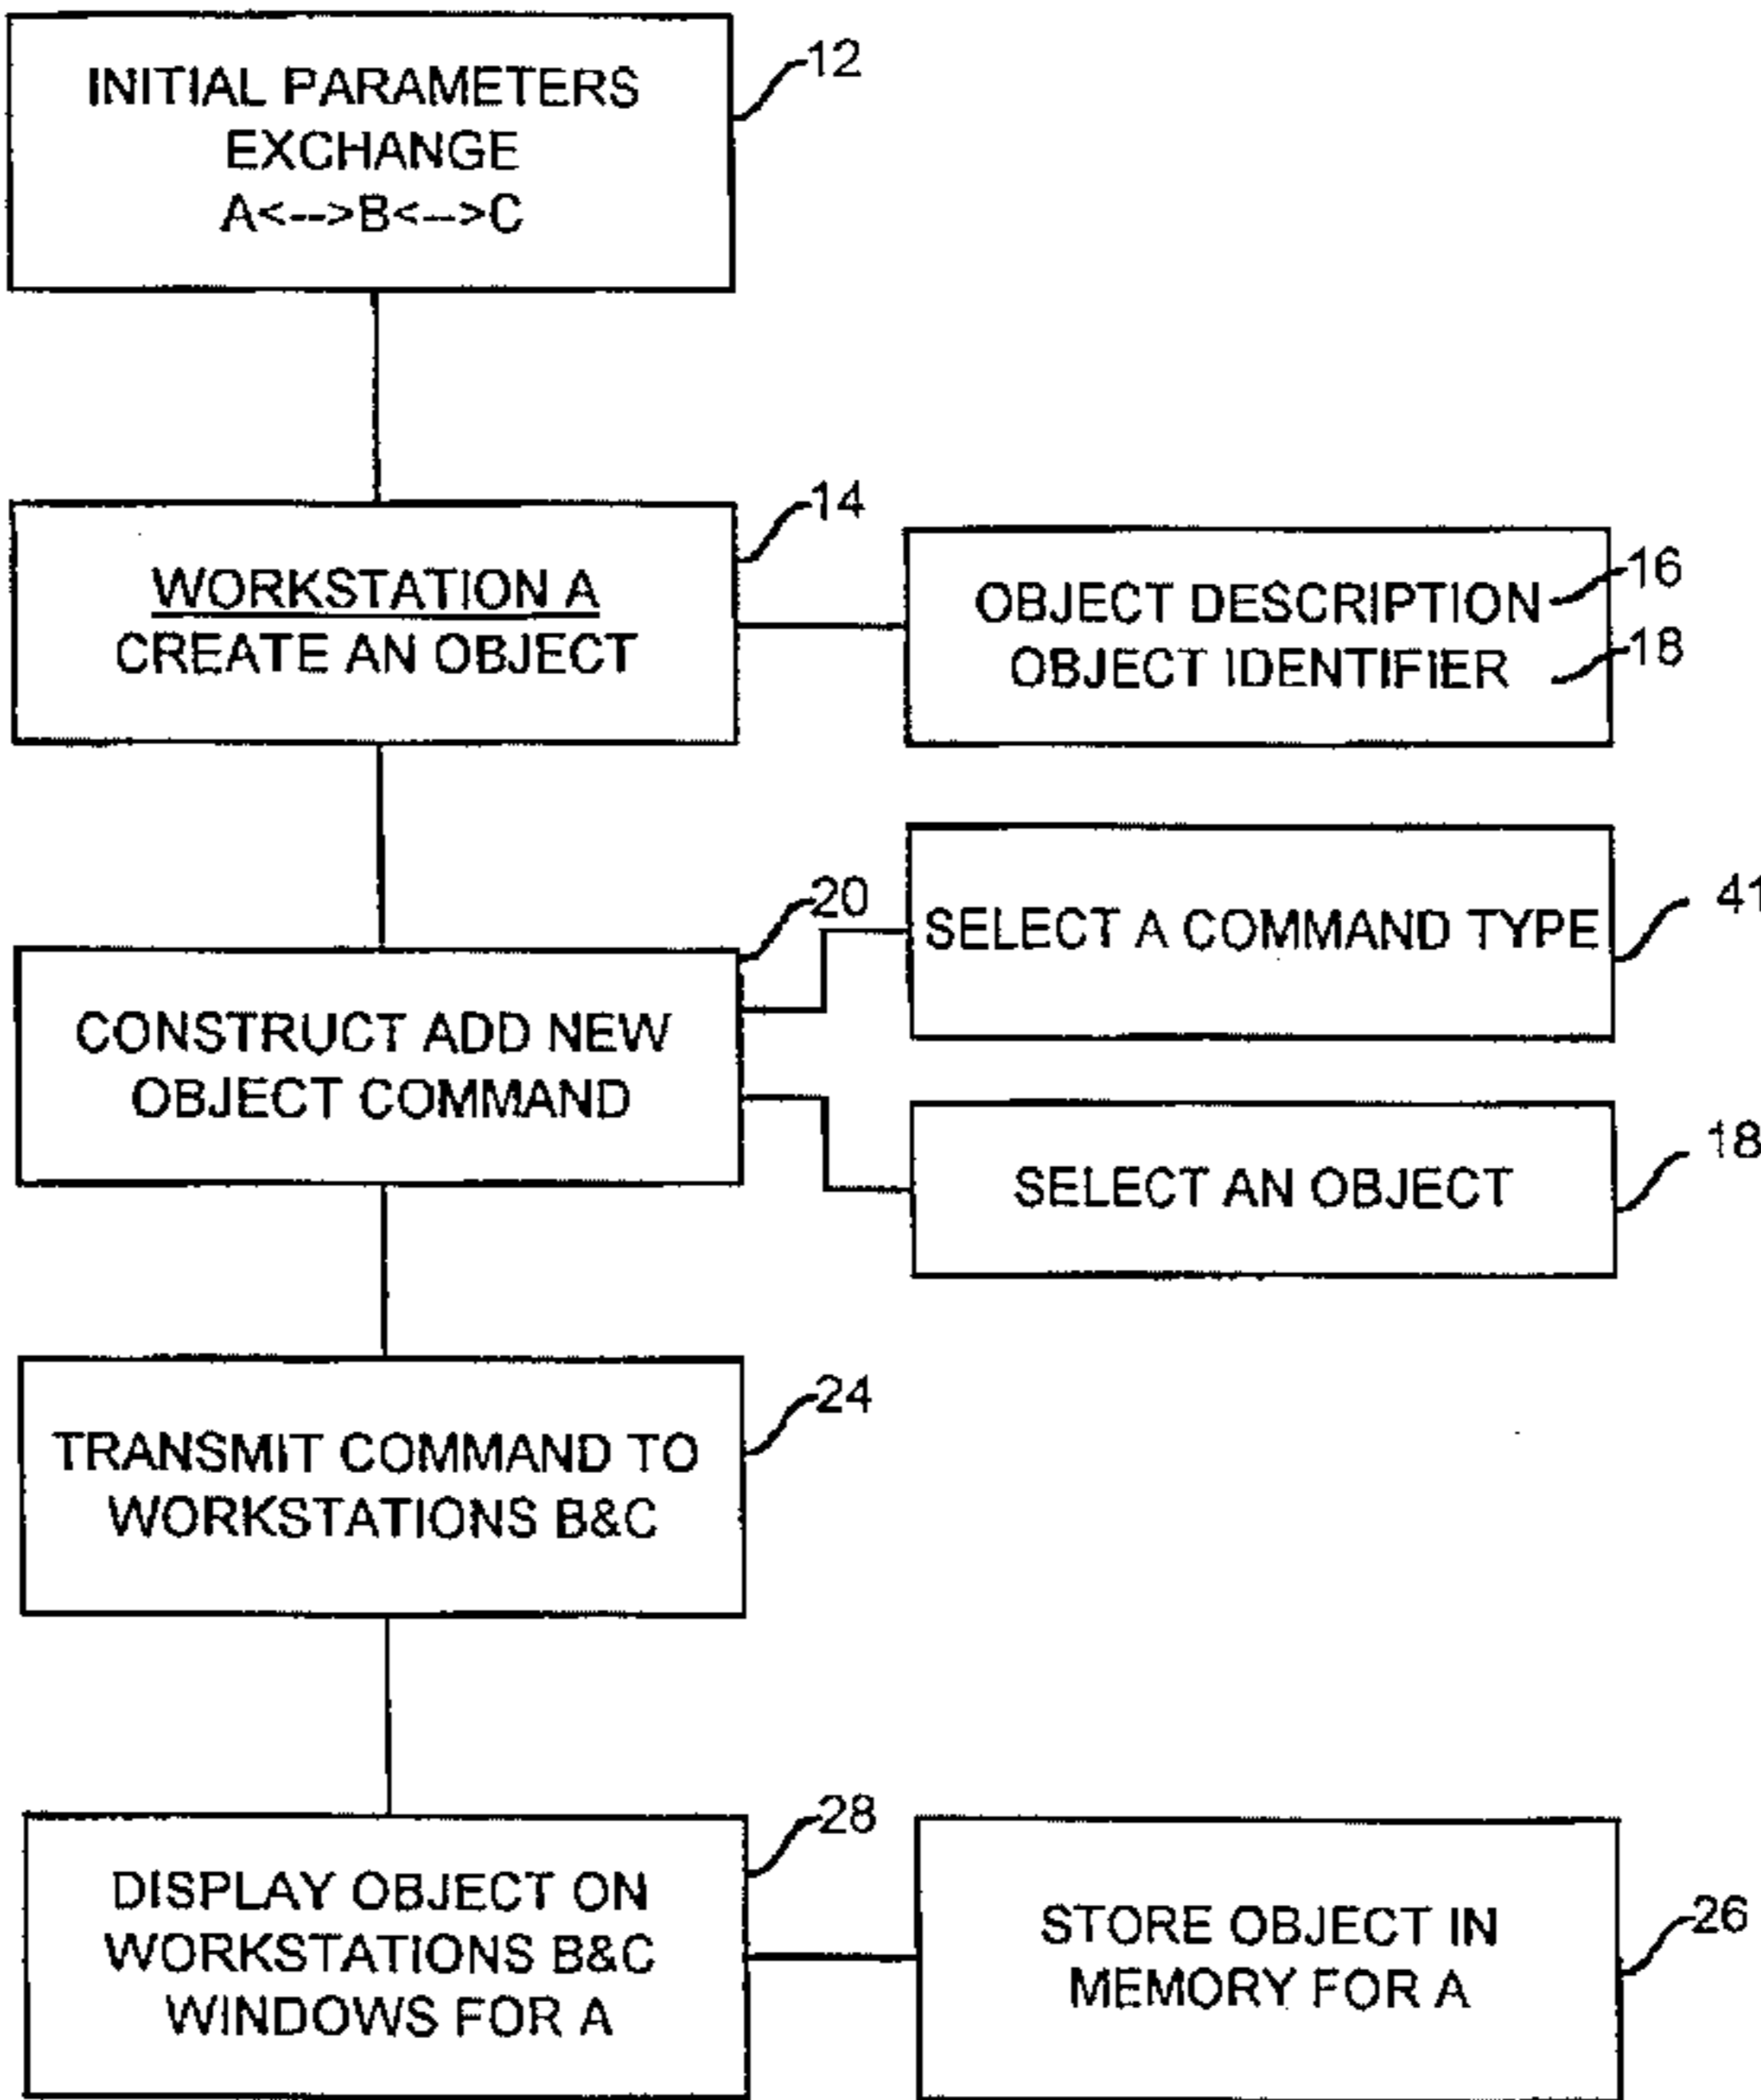 INITIAL PARAMETERS
EXCHANGE
A<-->B<-->C
12
WORKSTATION A
CREATE AN OBJECT
14
OBJECT DESCRIPTION
16
OBJECT IDENTIFIER
18
CONSTRUCT ADD NEW
OBJECT COMMAND
20
SELECT A COMMAND TYPE
41
SELECT AN OBJECT
18
TRANSMIT COMMAND TO
WORKSTATIONS B&C
24
DISPLAY OBJECT ON
WORKSTATIONS B&C
WINDOWS FOR A
28
STORE OBJECT IN
MEMORY FOR A
26